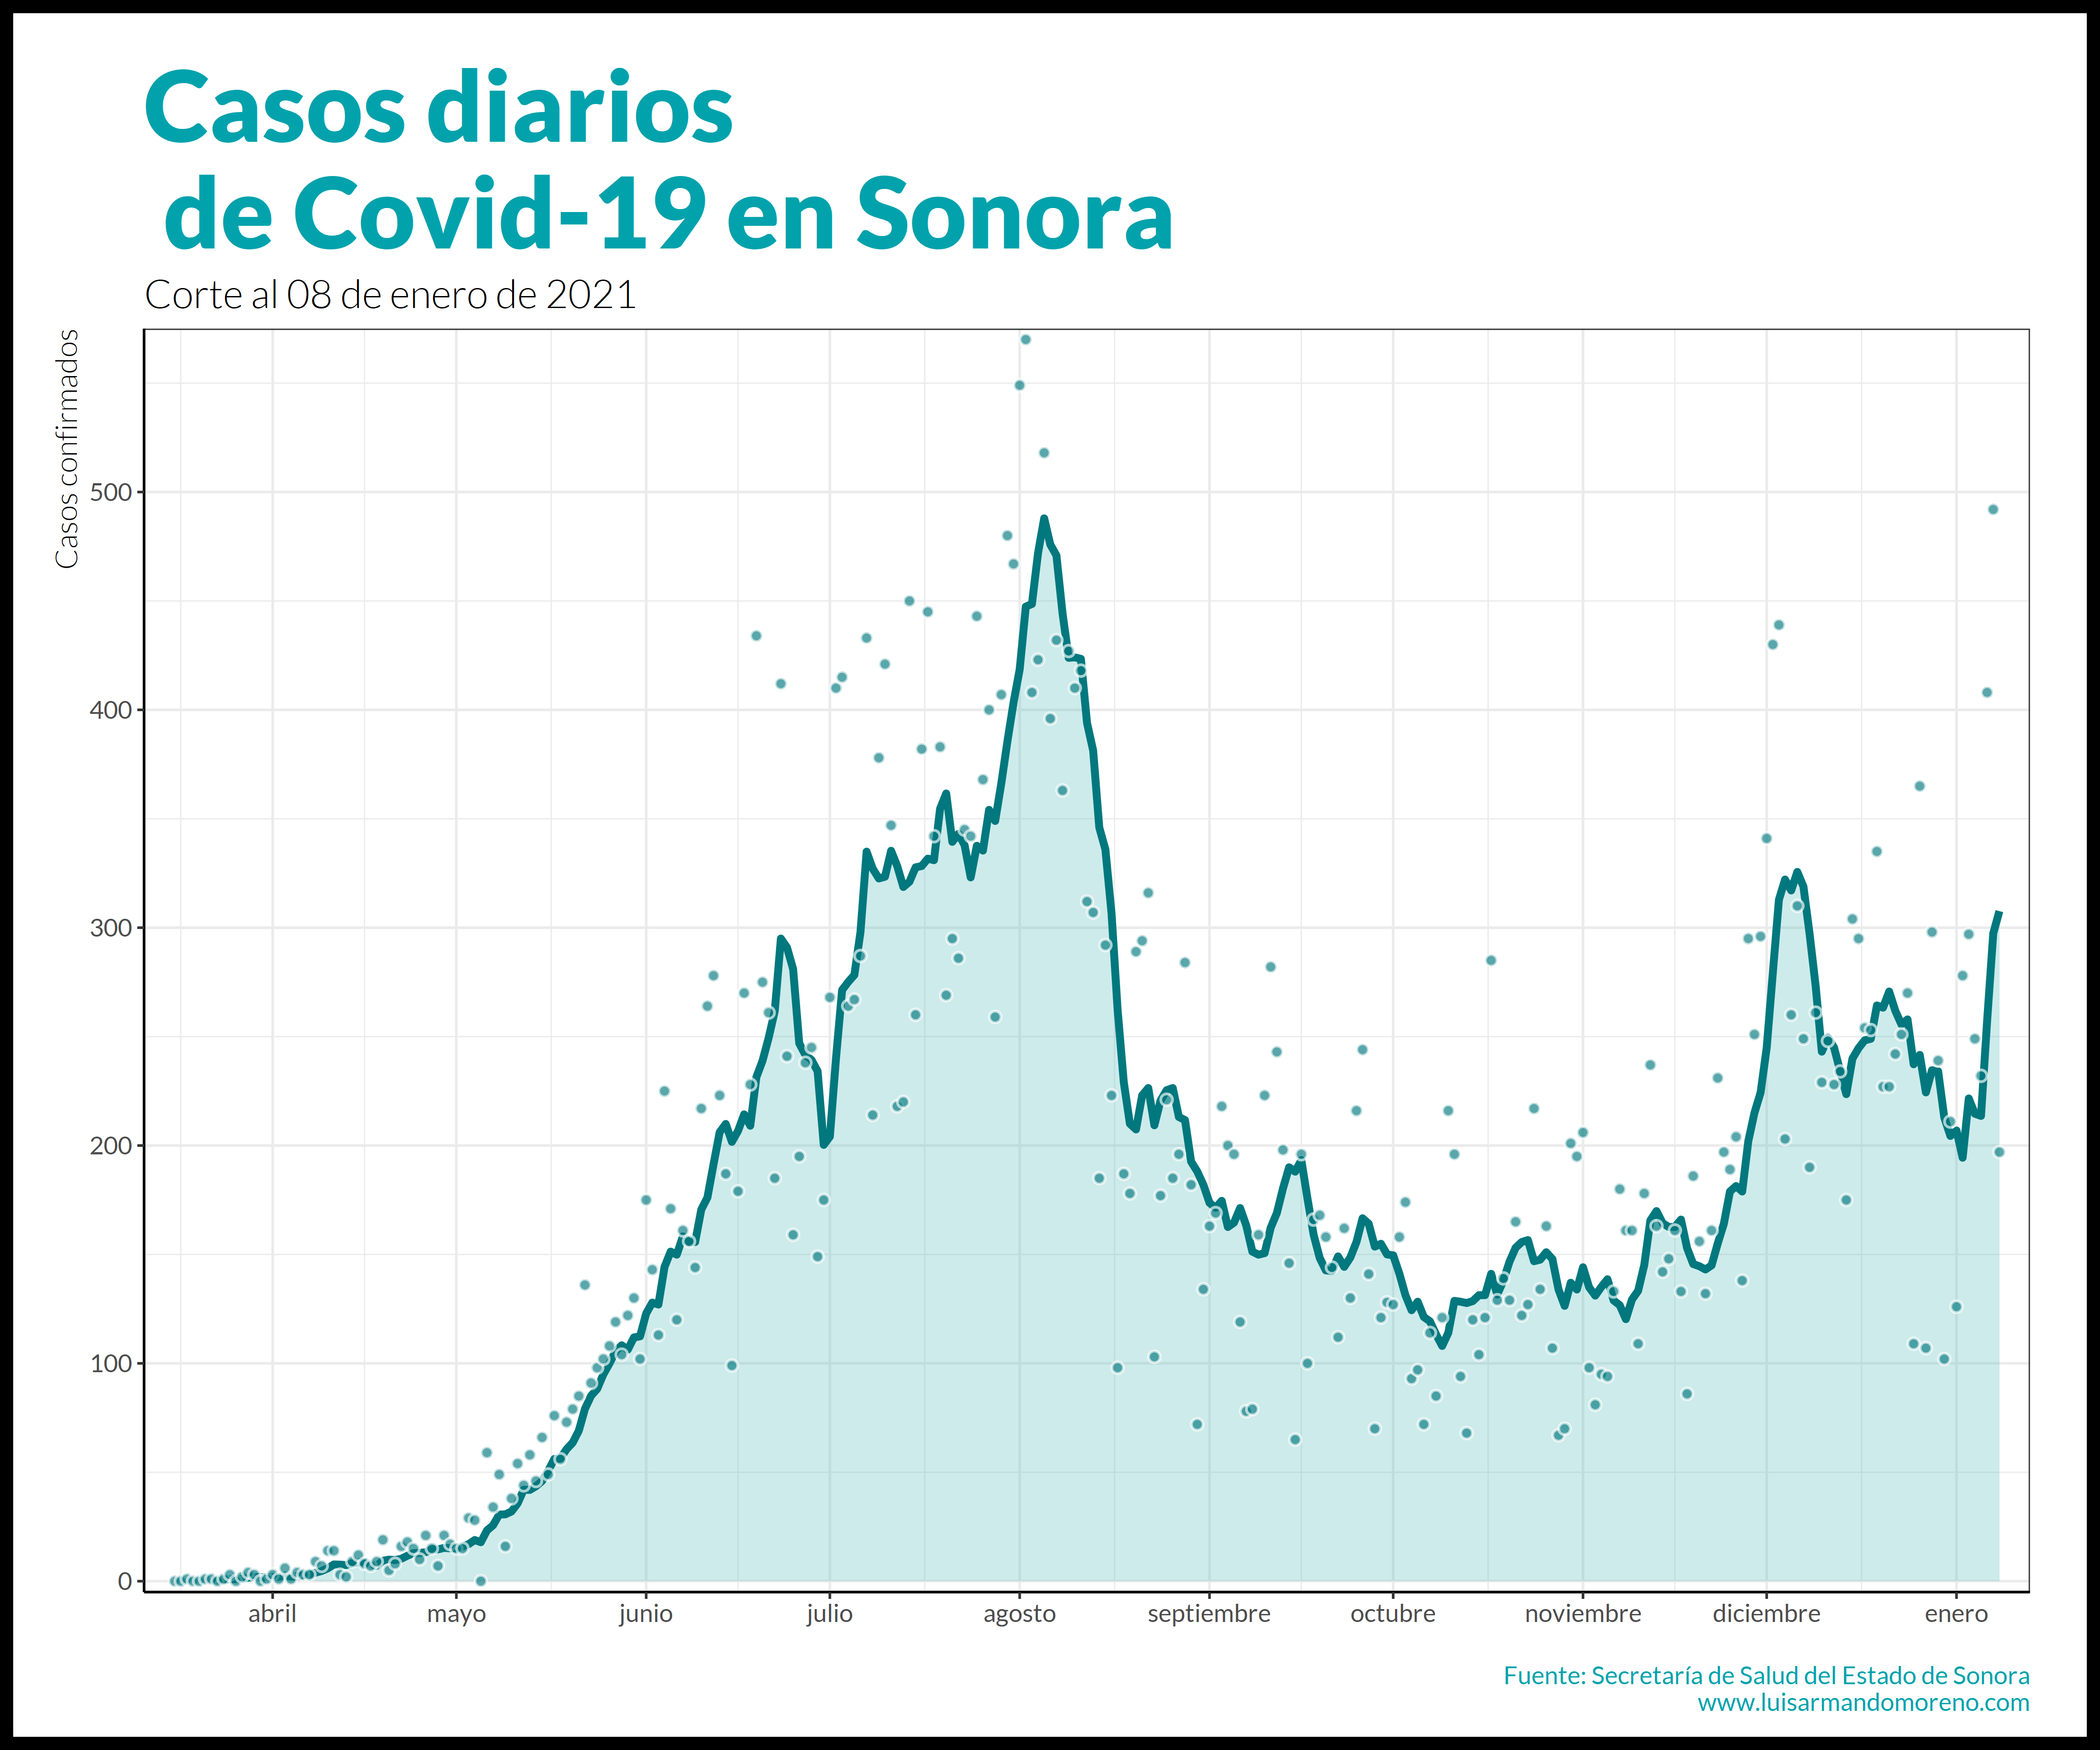 Casos diarios
de Covid-19 en Sonora
Corte al 08 de enero de 2021
Casos confirmados
500
400
300
200
100
0
abril mayo junio julio agosto septiembre octubre noviembre diciembre enero
Fuente: Secretaría de Salud del Estado de Sonora
www.luisarmandomoreno.com